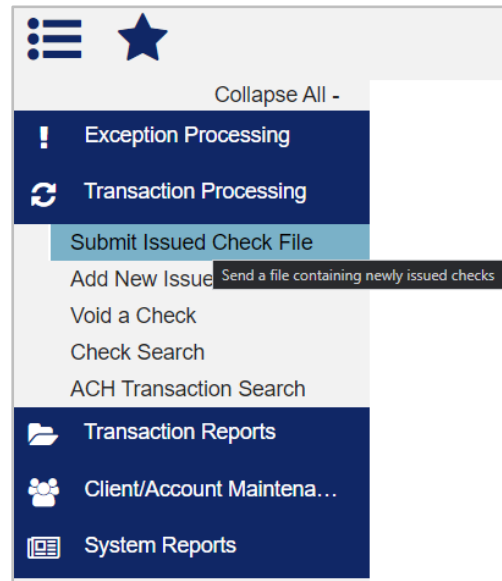 Collapse All -
Exception Processing
Transaction Processing
Submit Issued Check File
Add New Issue
Send a file containing newly issued checks
Void a Check
Check Search
ACH Transaction Search
Transaction Reports
Client/Account Maintena...
System Reports